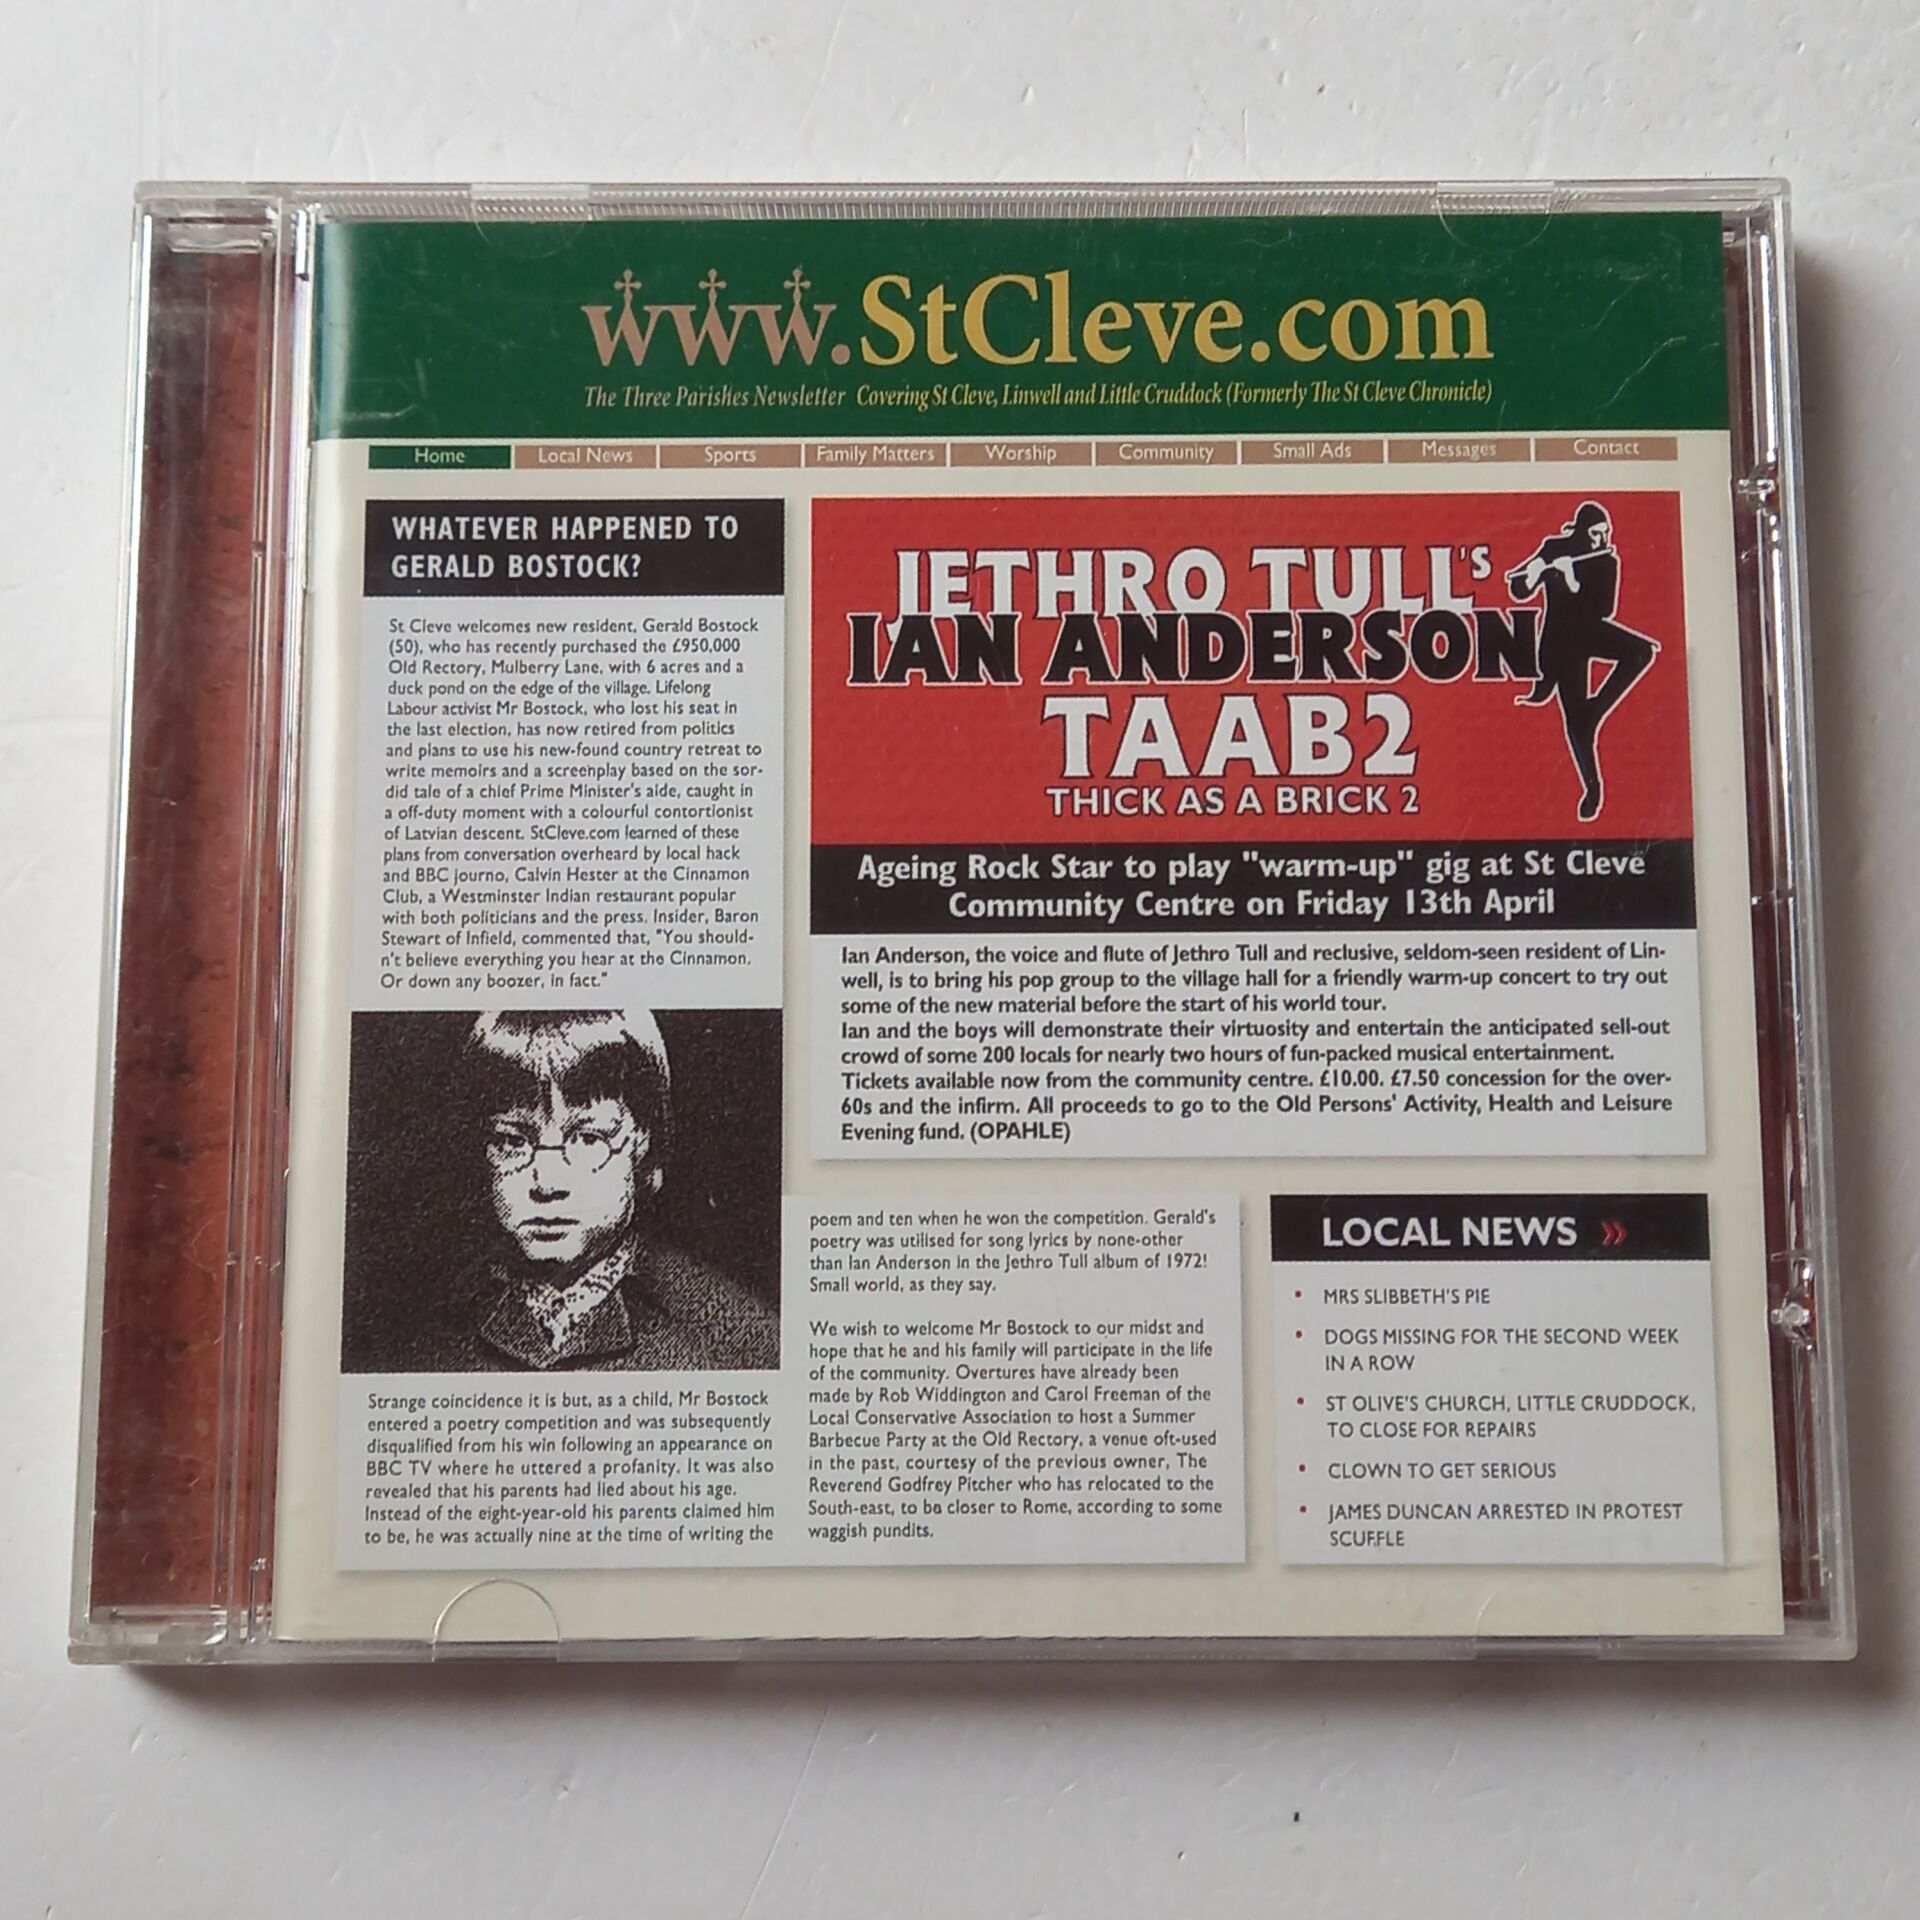 www.StCleve.com
The Three Parishes Newsletter Covering St Cleve, Linwell and Little Cruddock (Formerly The St Cleve Chronicle)
Home Local News Sports Family Matters Worship Community Small Ads Messages Contact
WHATEVER HAPPENED TO
GERALD BOSTOCK?
St Cleve welcomes new resident, Gerald Bostock
(50), who has recently purchased the £950,000
Old Rectory, Mulberry Lane, with 6 acres and a
duck pond on the edge of the village. Lifelong
Labour activist Mr Bostock, who lost his seat in
the last election, has now retired from politics
and plans to use his new-found country retreat to
write memoirs and a screenplay based on the sor-
did tale of a chief Prime Minister's aide, caught in
a off-duty moment with a colourful contortionist
of Latvian descent. StCleve.com learned of these
plans from conversation overheard by local hack
and BBC journo, Calvin Hester at the Cinnamon
Club, a Westminster Indian restaurant popular
with both politicians and the press. Insider, Baron
Stewart of Infield, commented that, "You should-
n't believe everything you hear at the Cinnamon.
Or down any boozer, in fact."
Strange coincidence it is but, as a child, Mr Bostock
entered a poetry competition and was subsequently
disqualified from his win following an appearance on
BBC TV where he uttered a profanity. It was also
revealed that his parents had lied about his age.
Instead of the eight-year-old his parents claimed him
to be, he was actually nine at the time of writing the
poem and ten when he won the competition. Gerald's
poetry was utilised for song lyrics by none-other
than Ian Anderson in the Jethro Tull album of 1972!
Small world, as they say.
We wish to welcome Mr Bostock to our midst and
hope that he and his family will participate in the life
of the community. Overtures have already been
made by Rob Widdington and Carol Freeman of the
Local Conservative Association to host a Summer
Barbecue Party at the Old Rectory, a venue oft-used
in the past, courtesy of the previous owner, The
Reverend Godfrey Pitcher who has relocated to the
South-east, to be closer to Rome, according to some
waggish pundits.
JETHRO TULL'S
IAN ANDERSON
TAAB2
THICK AS A BRICK 2
Ageing Rock Star to play "warm-up" gig at St Cleve
Community Centre on Friday 13th April
Ian Anderson, the voice and flute of Jethro Tull and reclusive, seldom-seen resident of Lin-
well, is to bring his pop group to the village hall for a friendly warm-up concert to try out
some of the new material before the start of his world tour.
Ian and the boys will demonstrate their virtuosity and entertain the anticipated sell-out
crowd of some 200 locals for nearly two hours of fun-packed musical entertainment.
Tickets available now from the community centre. £10.00. £7.50 concession for the over-
60s and the infirm. All proceeds to go to the Old Persons' Activity, Health and Leisure
Evening fund. (OPAHLE)
LOCAL NEWS »
• MRS SLIBBETH'S PIE
• DOGS MISSING FOR THE SECOND WEEK
IN A ROW
• ST OLIVE'S CHURCH, LITTLE CRUDDOCK,
TO CLOSE FOR REPAIRS
• CLOWN TO GET SERIOUS
• JAMES DUNCAN ARRESTED IN PROTEST
SCUFFLE